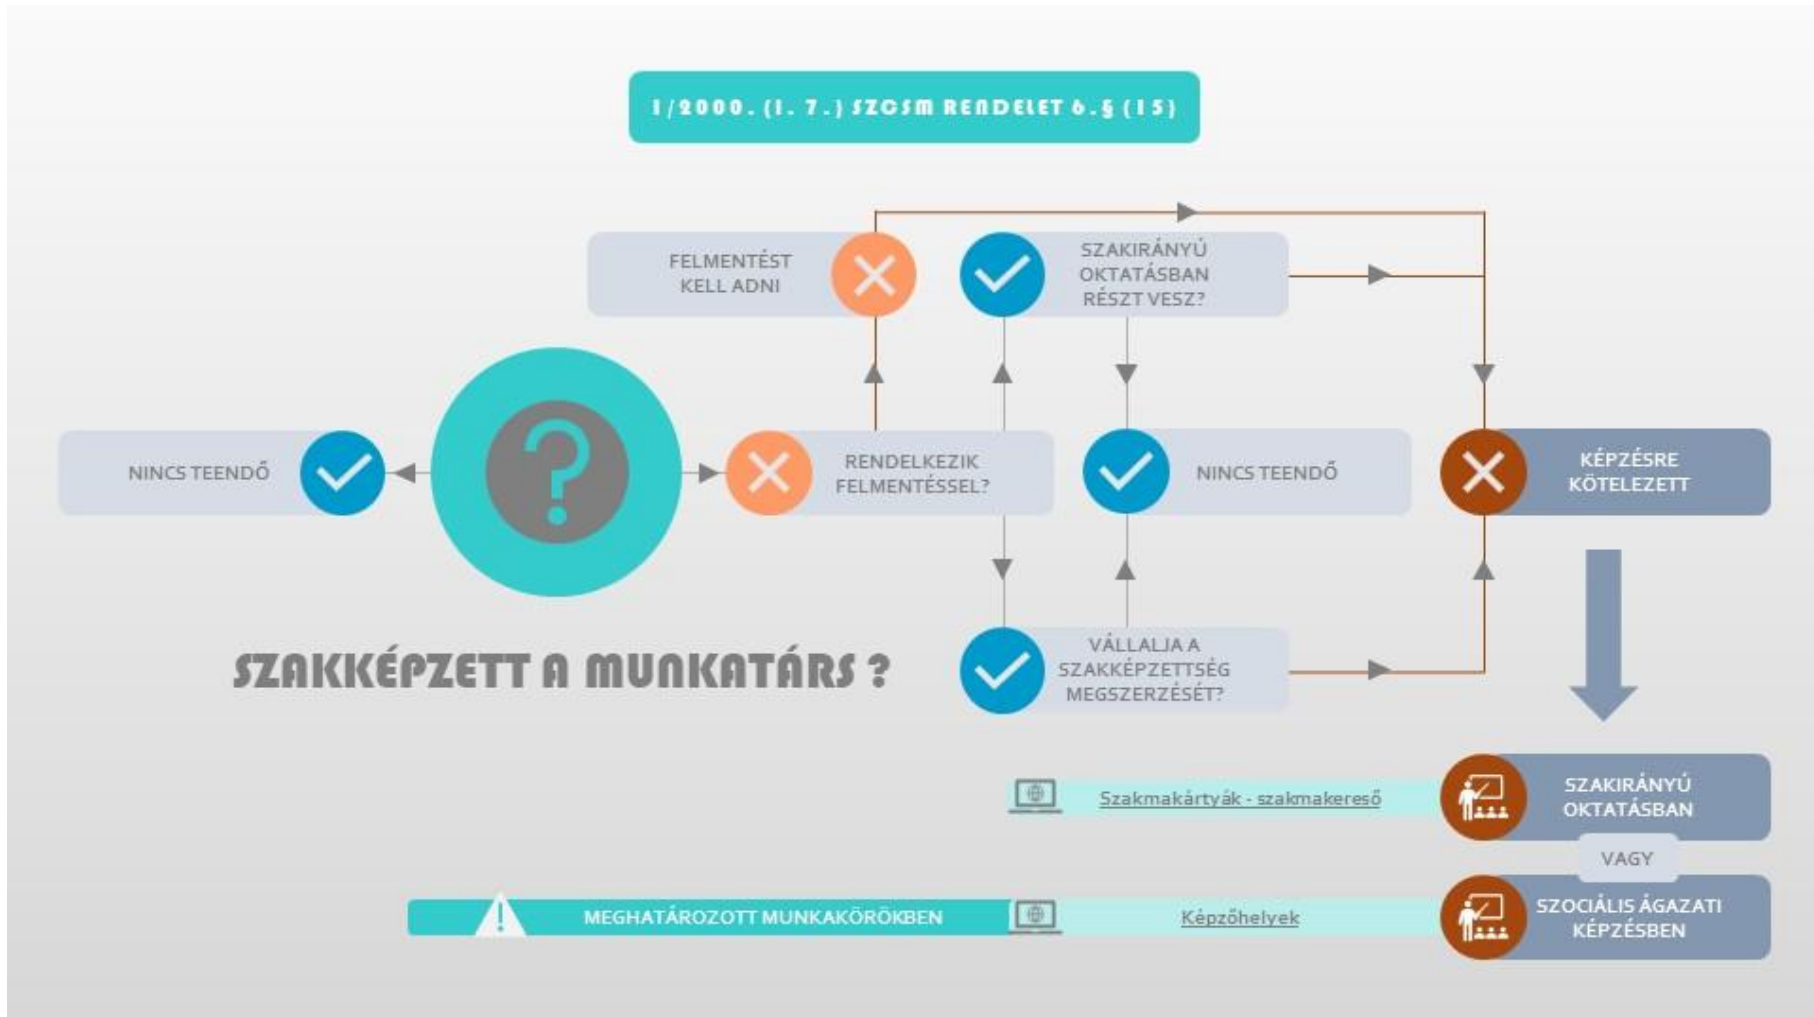 1/2000. (I. 7.) SZCSM RENDELET 6.§ (15)
FELMENTÉST
KELL ADNI
SZAKIRÁNYÚ
OKTATÁSBAN
RÉSZT VESZ?
NINCS TEENDŐ
?
RENDELKEZIK
FELMENTÉSSEL?
NINCS TEENDŐ
KÉPZÉSRE
KÖTELEZETT
SZAKKÉPZETT A MUNKATÁRS ?
VÁLLALJA A
SZAKKÉPZETTSÉG
MEGSZERZÉSÉT?
Szakmakártyák - szakmakereső
SZAKIRÁNYÚ
OKTATÁSBAN
VAGY
MEGHATÁROZOTT MUNKAKÖRÖKBEN
Képzőhelyek
SZOCIÁLIS ÁGAZATI
KÉPZÉSBEN